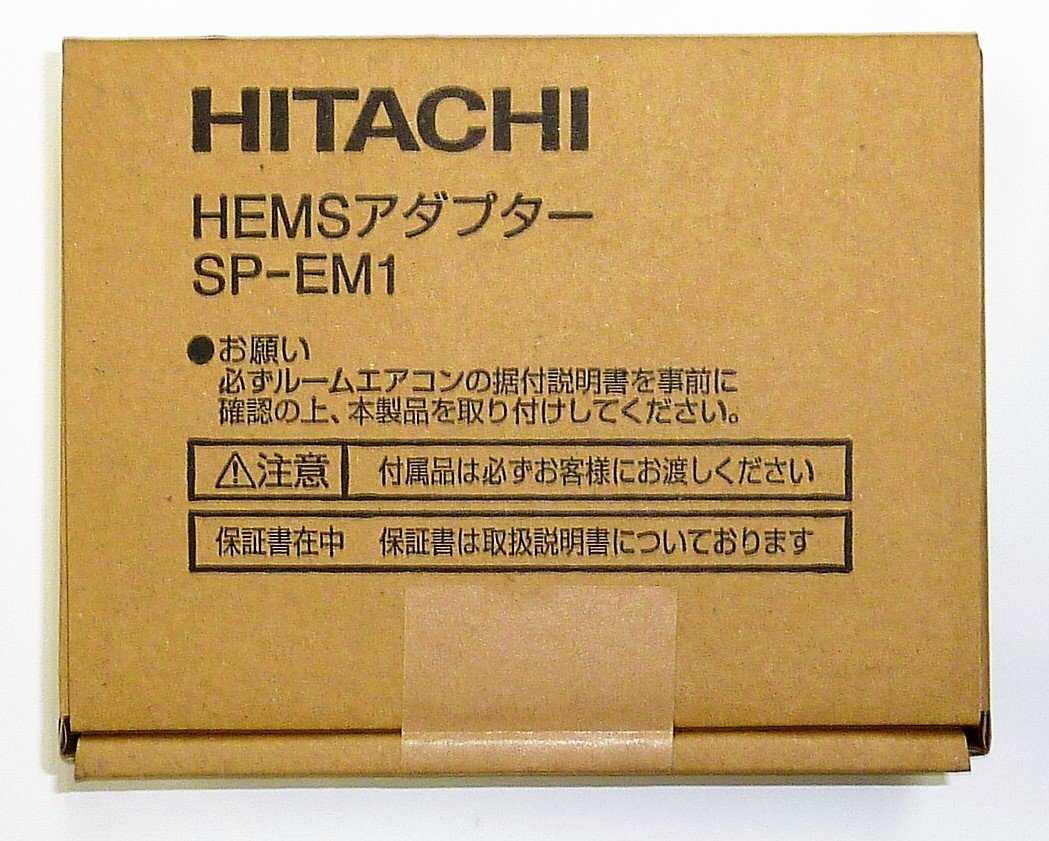 HITACHI
HEMSアダプター
SP-EM1
●お願い
必ずルームエアコンの据付説明書を事前に
確認の上、本製品を取り付けしてください。
⚠注意 付属品は必ずお客様にお渡しください
保証書在中 保証書は取扱説明書についております